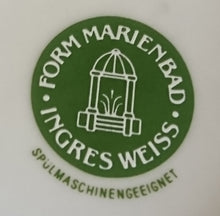 · FORM MARIENBAD ·
INGRES WEISS
SPÜLMASCHINENGEEIGNET